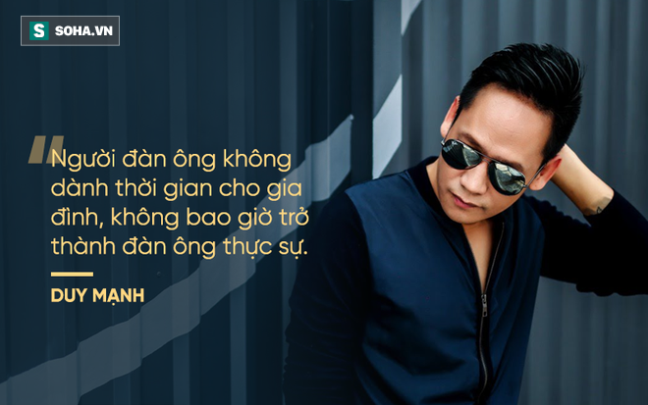 S SOHA.VN
"Người đàn ông không
dành thời gian cho gia
đình, không bao giờ trở
thành đàn ông thực sự.
DUY MẠNH